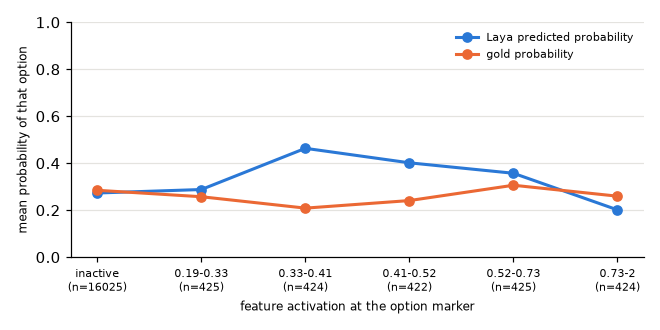 mean probability of that option
1.0
0.8
0.6
0.4
0.2
0.0
Laya predicted probability
gold probability
inactive
(n=16025)
0.19-0.33
(n=425)
0.33-0.41
(n=424)
0.41-0.52
(n=422)
0.52-0.73
(n=425)
0.73-2
(n=424)
feature activation at the option marker